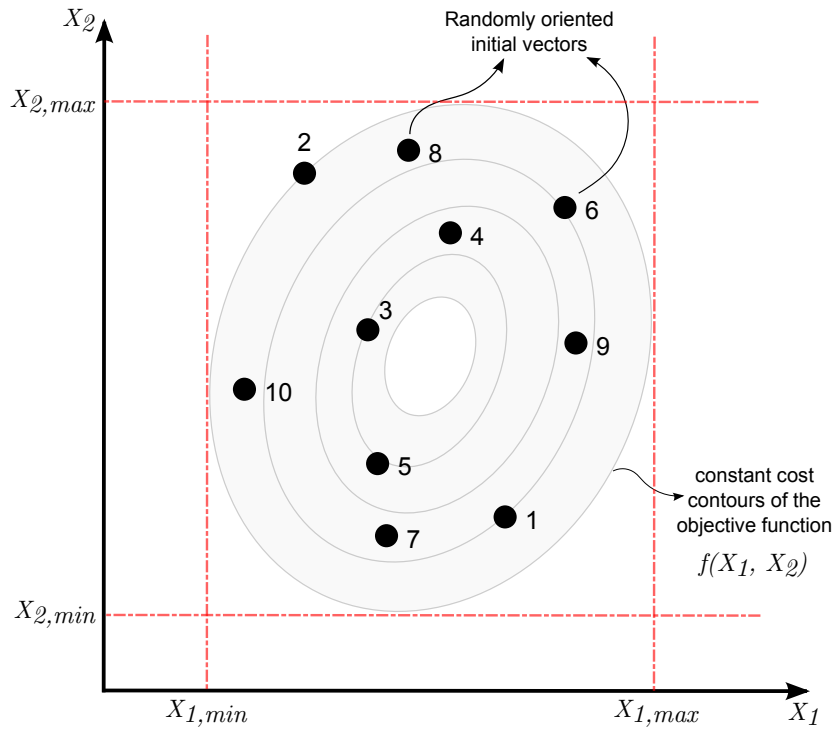 X2
Randomly oriented
initial vectors
X2,max
2
8
6
4
3
9
10
5
constant cost
contours of the
objective function
f(X1, X2)
1
7
X2,min
X1,min
X1,max
X1